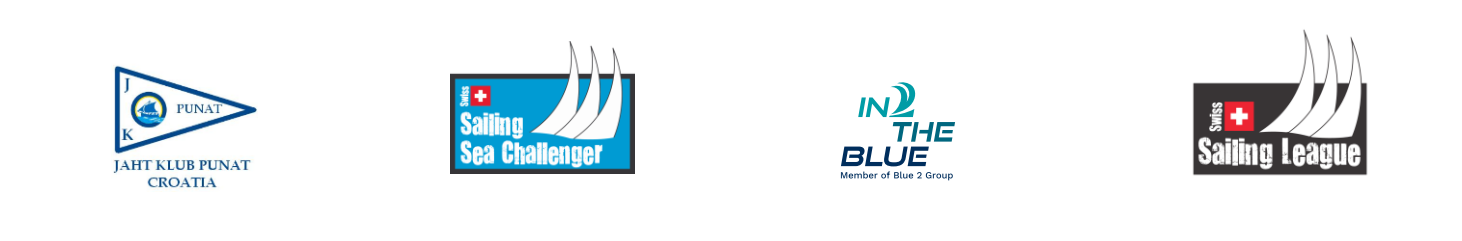 J
PUNAT
K
JAHT KLUB PUNAT
CROATIA
Swiss
Sailing
Sea Challenger
IN2
THE
BLUE
Member of Blue 2 Group
Swiss
Sailing League